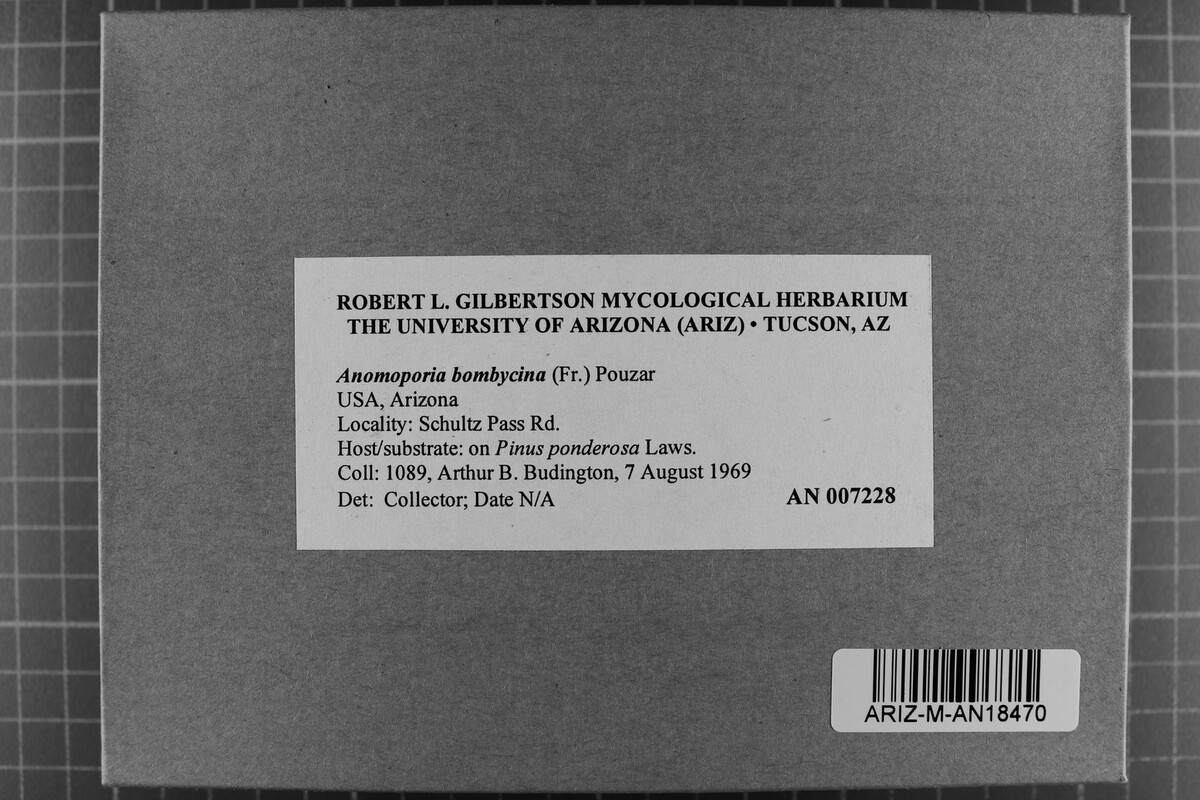 ROBERT L. GILBERTSON MYCOLOGICAL HERBARIUM
THE UNIVERSITY OF ARIZONA (ARIZ) • TUCSON, AZ
Anomoporia bombycina (Fr.) Pouzar
USA, Arizona
Locality: Schultz Pass Rd.
Host/substrate: on Pinus ponderosa Laws.
Coll: 1089, Arthur B. Budington, 7 August 1969
Det: Collector; Date N/A
AN 007228
ARIZ-M-AN18470